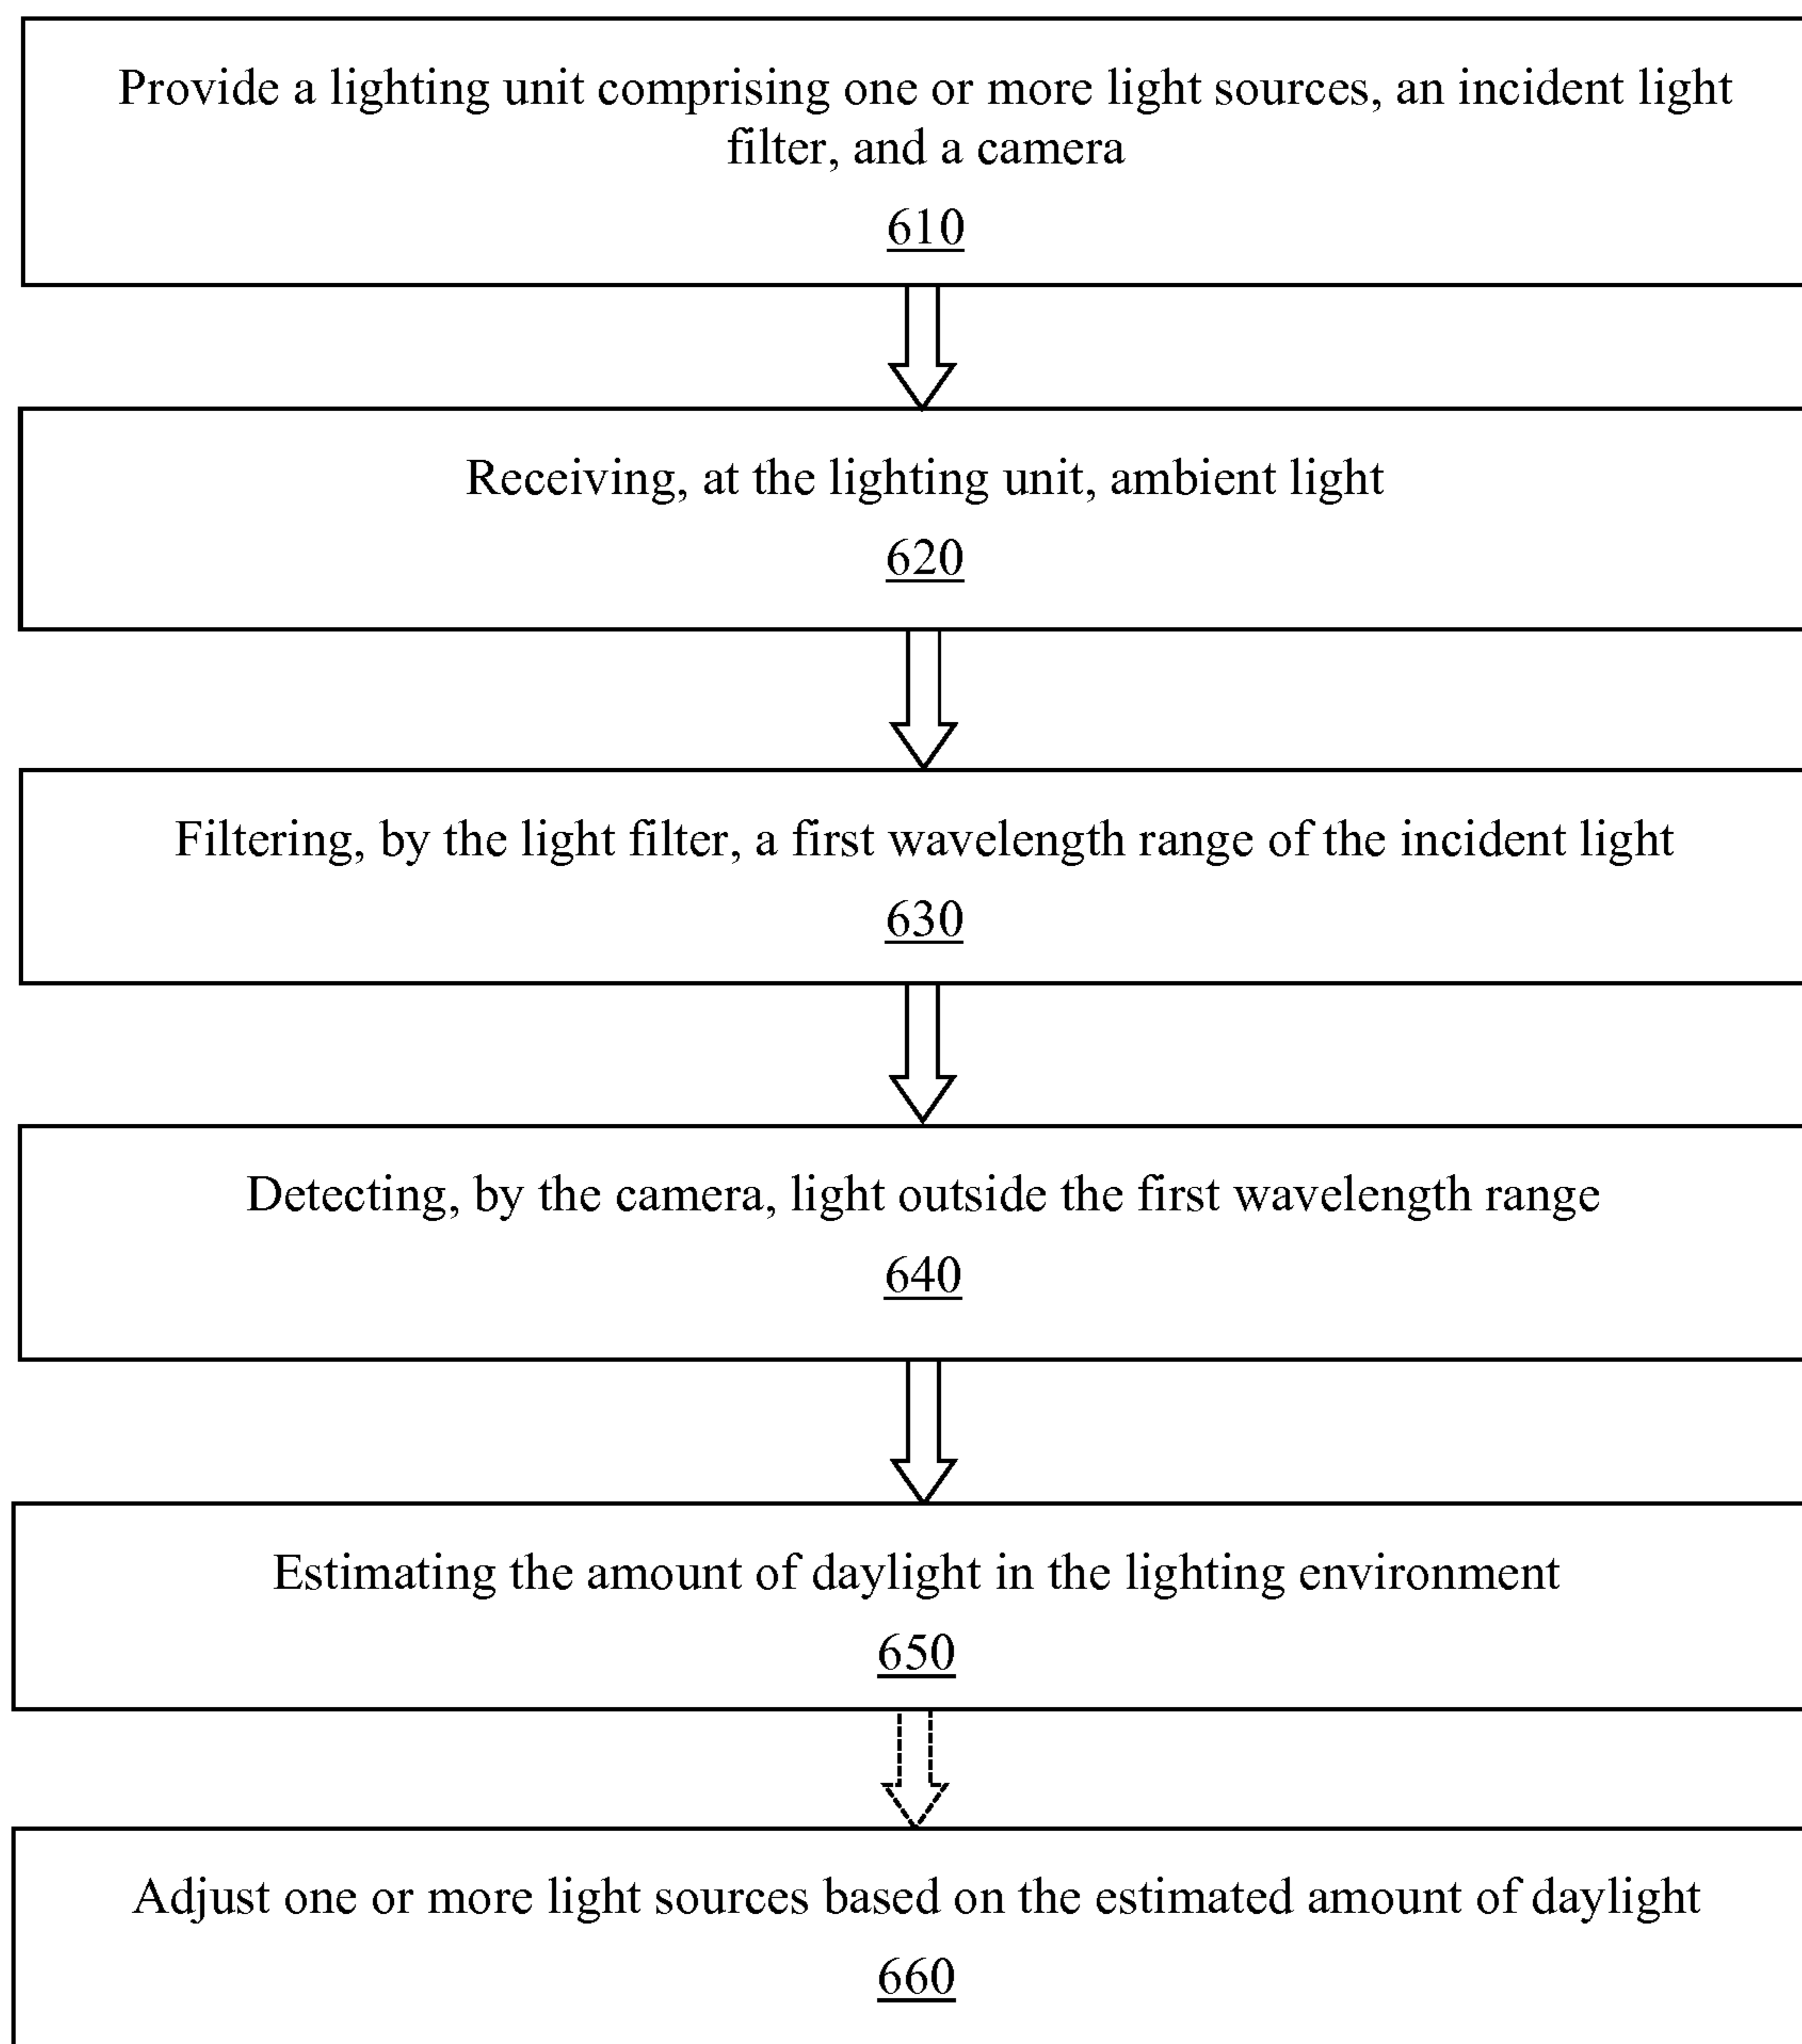 Provide a lighting unit comprising one or more light sources, an incident light
filter, and a camera
610
Receiving, at the lighting unit, ambient light
620
Filtering, by the light filter, a first wavelength range of the incident light
630
Detecting, by the camera, light outside the first wavelength range
640
Estimating the amount of daylight in the lighting environment
650
Adjust one or more light sources based on the estimated amount of daylight
660